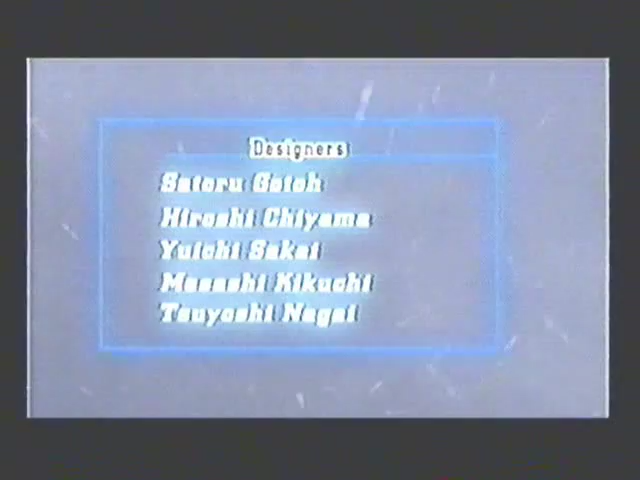 Designers
Satoru Gotoh
Hiroshi Chiyama
Yuichi Sakai
Masashi Kikuchi
Tsuyoshi Nagai